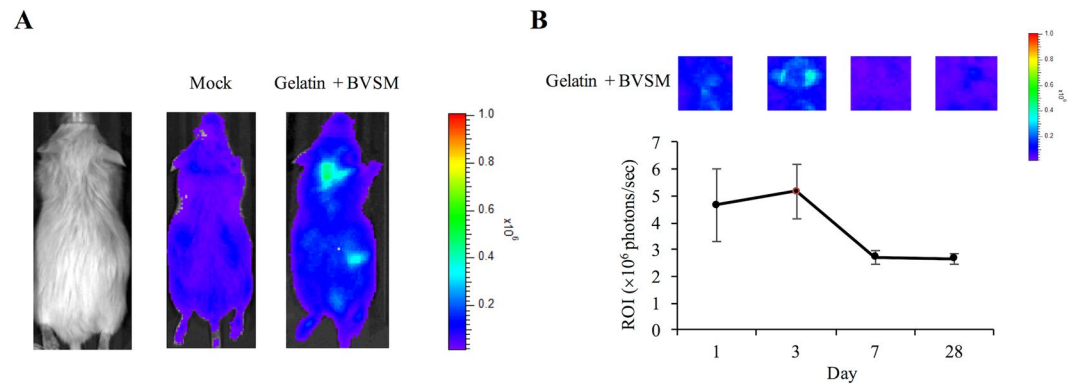 A
Mock
Gelatin + BVSM
1.0
0.8
0.6
0.4
0.2
x10⁶
B
Gelatin + BVSM
1.0
0.8
0.6
0.4
0.2
x10⁶
ROI (×10⁶ photons/sec)
7
6
5
4
3
2
1
0
1 3 7 28
Day